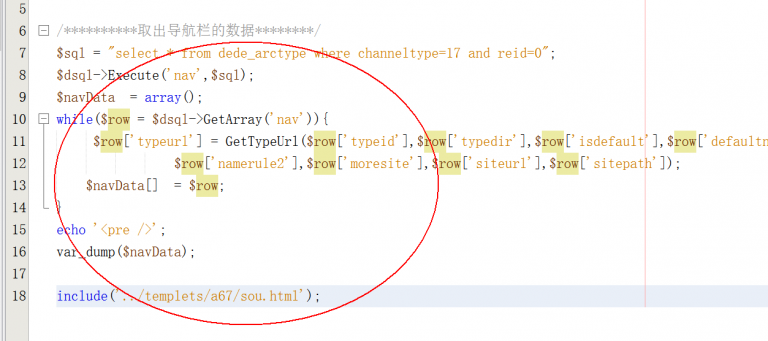 5
6 /**********取出导航栏的数据********/
7 $sql = "select * from dede_arctype where channeltype=17 and reid=0";
8 $dsql->Execute('nav',$sql);
9 $navData = array();
10 while($row = $dsql->GetArray('nav')){
11 $row['typeurl'] = GetTypeUrl($row['typeid'],$row['typedir'],$row['isdefault'],$row['defaultn
12 $row['namerule2'],$row['moresite'],$row['siteurl'],$row['sitepath']);
13 $navData[] = $row;
14 }
15 echo '<pre />';
16 var_dump($navData);
17
18 include('../templets/a67/sou.html');